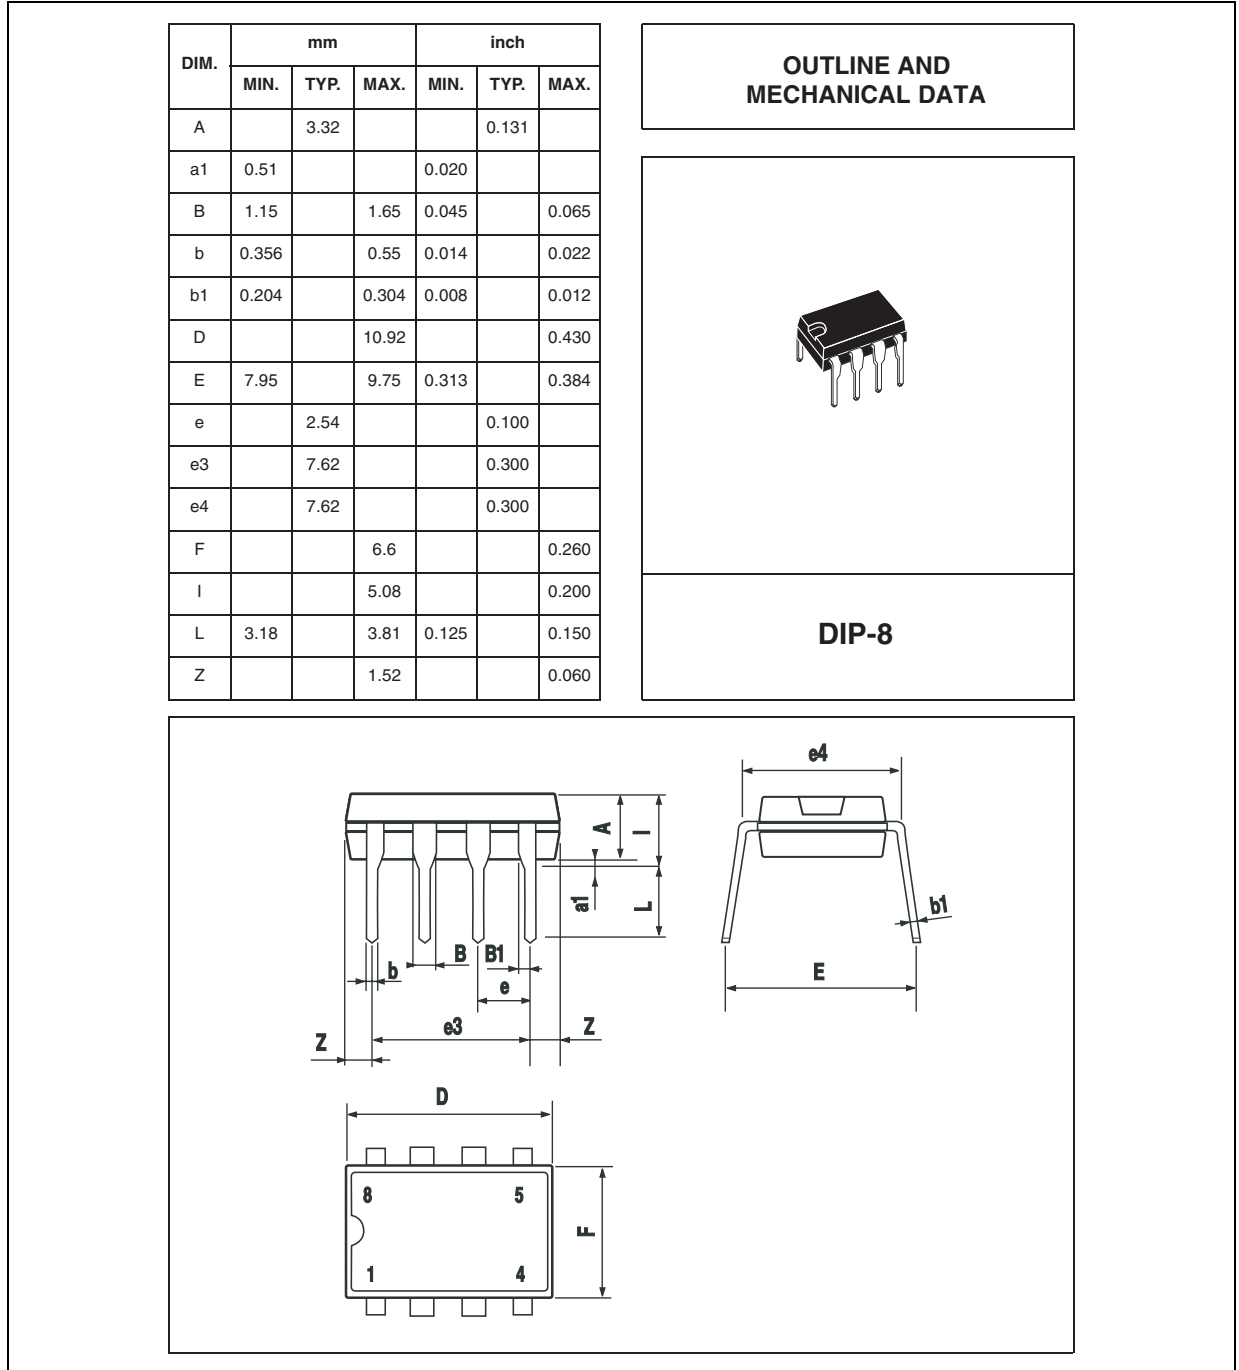 DIM. mm inch
MIN. TYP. MAX. MIN. TYP. MAX.
A 3.32 0.131
a1 0.51 0.020
B 1.15 1.65 0.045 0.065
b 0.356 0.55 0.014 0.022
b1 0.204 0.304 0.008 0.012
D 10.92 0.430
E 7.95 9.75 0.313 0.384
e 2.54 0.100
e3 7.62 0.300
e4 7.62 0.300
F 6.6 0.260
I 5.08 0.200
L 3.18 3.81 0.125 0.150
Z 1.52 0.060
OUTLINE AND
MECHANICAL DATA
DIP-8
e4
A
I
a1
L
b1
b
B
B1
e
E
e3
Z
Z
D
8
5
F
1
4